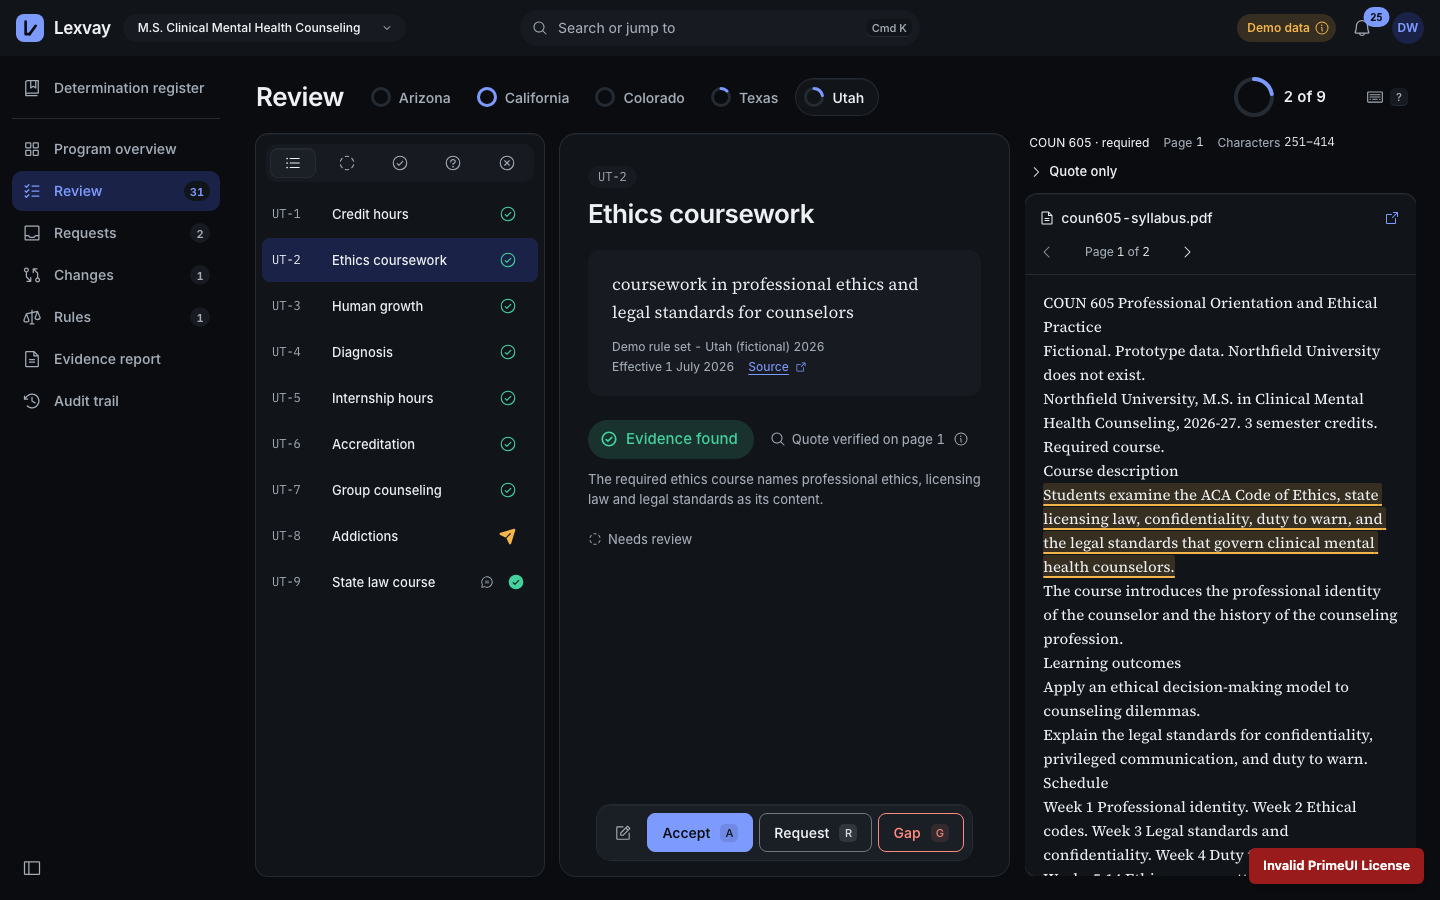 Lexvay
M.S. Clinical Mental Health Counseling
Search or jump to
Cmd K
Demo data
25
DW
Determination register
Program overview
Review
31
Requests
2
Changes
1
Rules
1
Evidence report
Audit trail
Review
Arizona
California
Colorado
Texas
Utah
2 of 9
?
UT-1 Credit hours
UT-2 Ethics coursework
UT-3 Human growth
UT-4 Diagnosis
UT-5 Internship hours
UT-6 Accreditation
UT-7 Group counseling
UT-8 Addictions
UT-9 State law course
UT-2
Ethics coursework
coursework in professional ethics and
legal standards for counselors
Demo rule set - Utah (fictional) 2026
Effective 1 July 2026 Source
Evidence found
Quote verified on page 1
The required ethics course names professional ethics, licensing
law and legal standards as its content.
Needs review
Accept A
Request R
Gap G
COUN 605 · required Page 1 Characters 251–414
Quote only
coun605-syllabus.pdf
Page 1 of 2
COUN 605 Professional Orientation and Ethical
Practice
Fictional. Prototype data. Northfield University
does not exist.
Northfield University, M.S. in Clinical Mental
Health Counseling, 2026-27. 3 semester credits.
Required course.
Course description
Students examine the ACA Code of Ethics, state
licensing law, confidentiality, duty to warn, and
the legal standards that govern clinical mental
health counselors.
The course introduces the professional identity
of the counselor and the history of the counseling
profession.
Learning outcomes
Apply an ethical decision-making model to
counseling dilemmas.
Explain the legal standards for confidentiality,
privileged communication, and duty to warn.
Schedule
Week 1 Professional identity. Week 2 Ethical
codes. Week 3 Legal standards and
confidentiality. Week 4 Duty
Invalid PrimeUI License